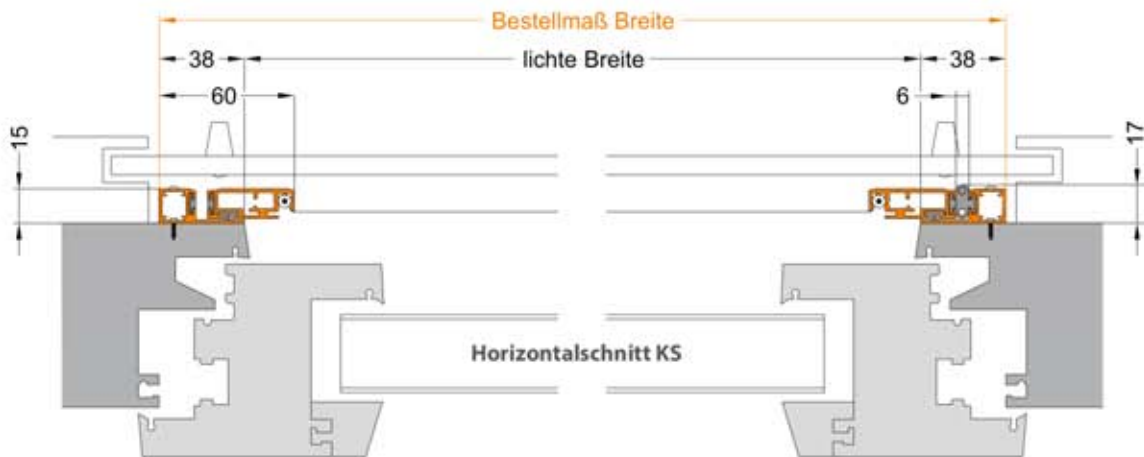 Bestellmaß Breite
38 lichte Breite 38
60 6
15 17
Horizontalschnitt KS